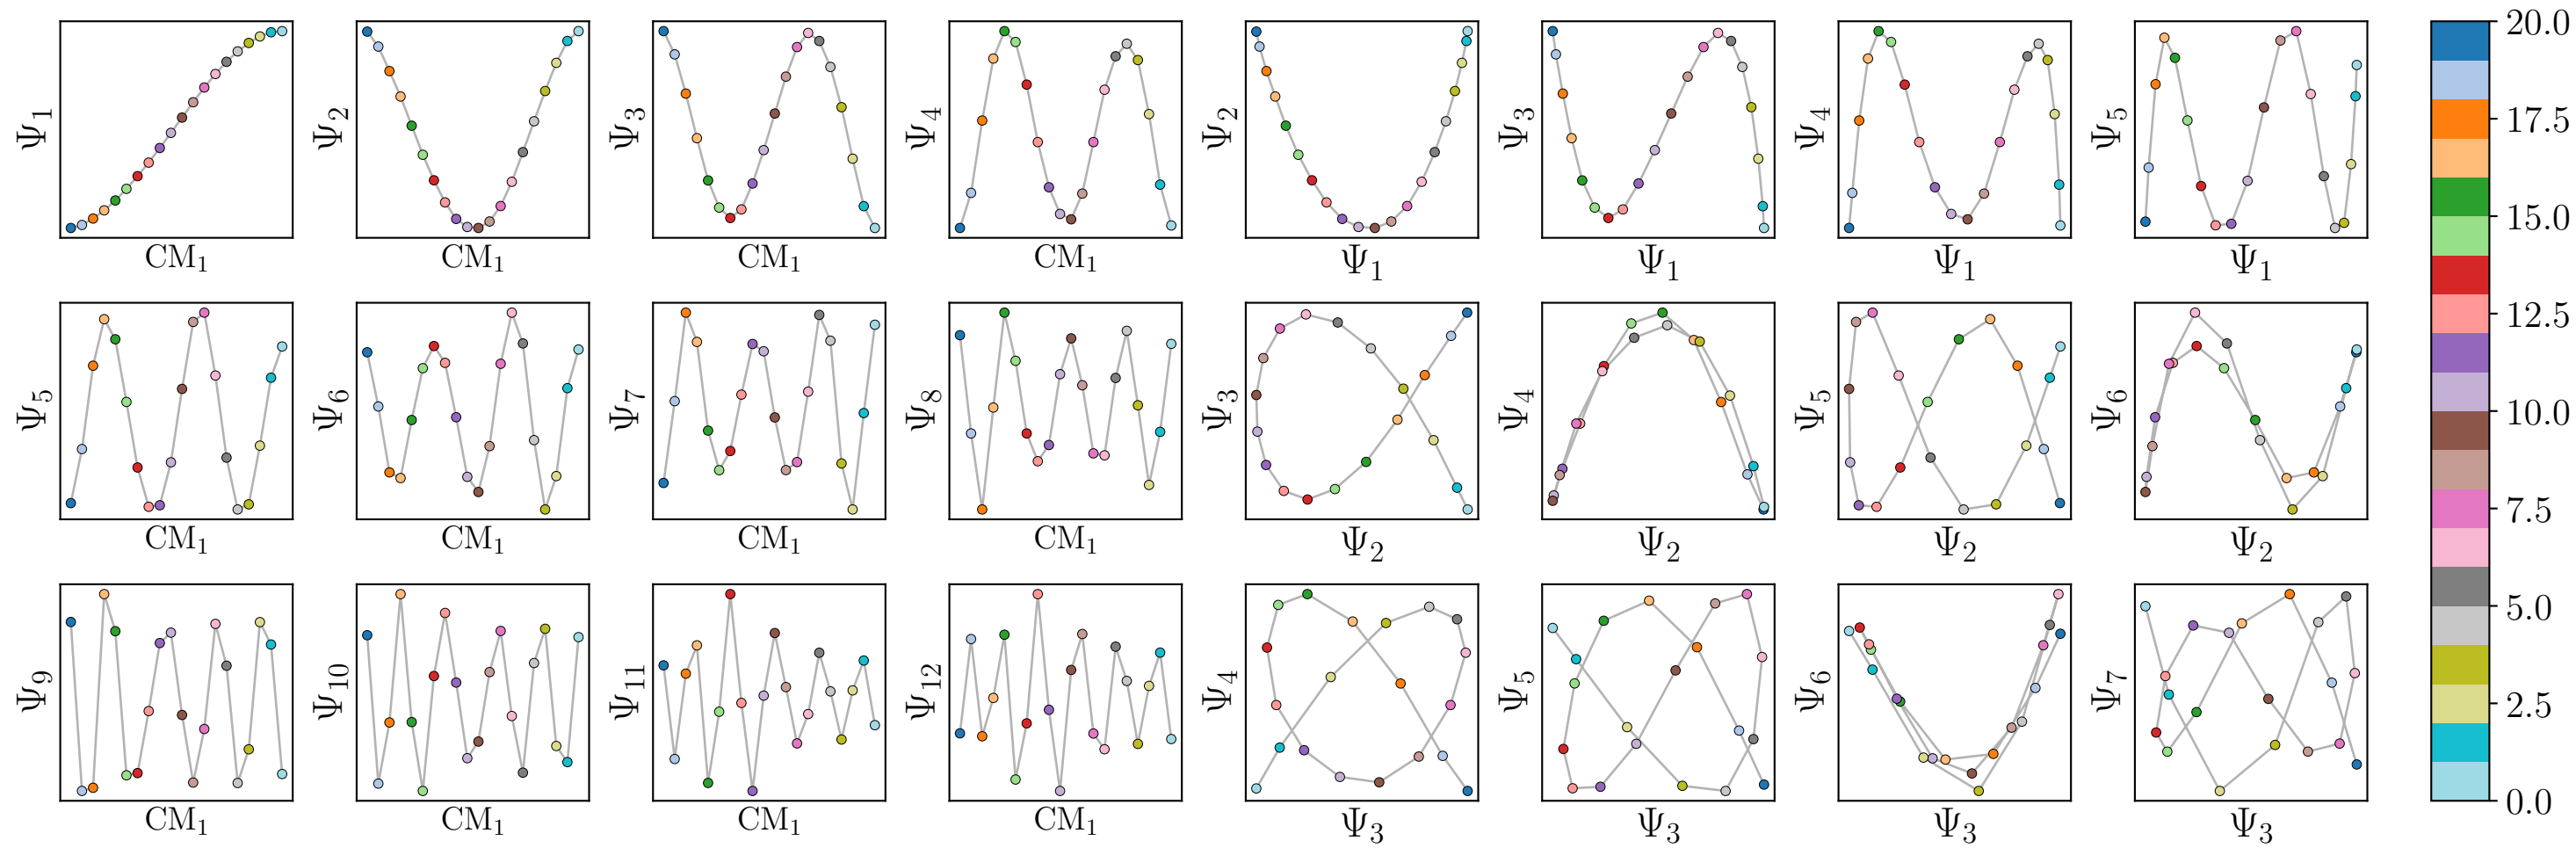 Ψ1 CM1
Ψ2 CM1
Ψ3 CM1
Ψ4 CM1
Ψ2 Ψ1
Ψ3 Ψ1
Ψ4 Ψ1
Ψ5 Ψ1
Ψ5 CM1
Ψ6 CM1
Ψ7 CM1
Ψ8 CM1
Ψ3 Ψ2
Ψ4 Ψ2
Ψ5 Ψ2
Ψ6 Ψ2
Ψ9 CM1
Ψ10 CM1
Ψ11 CM1
Ψ12 CM1
Ψ4 Ψ3
Ψ5 Ψ3
Ψ6 Ψ3
Ψ7 Ψ3
20.0
17.5
15.0
12.5
10.0
7.5
5.0
2.5
0.0